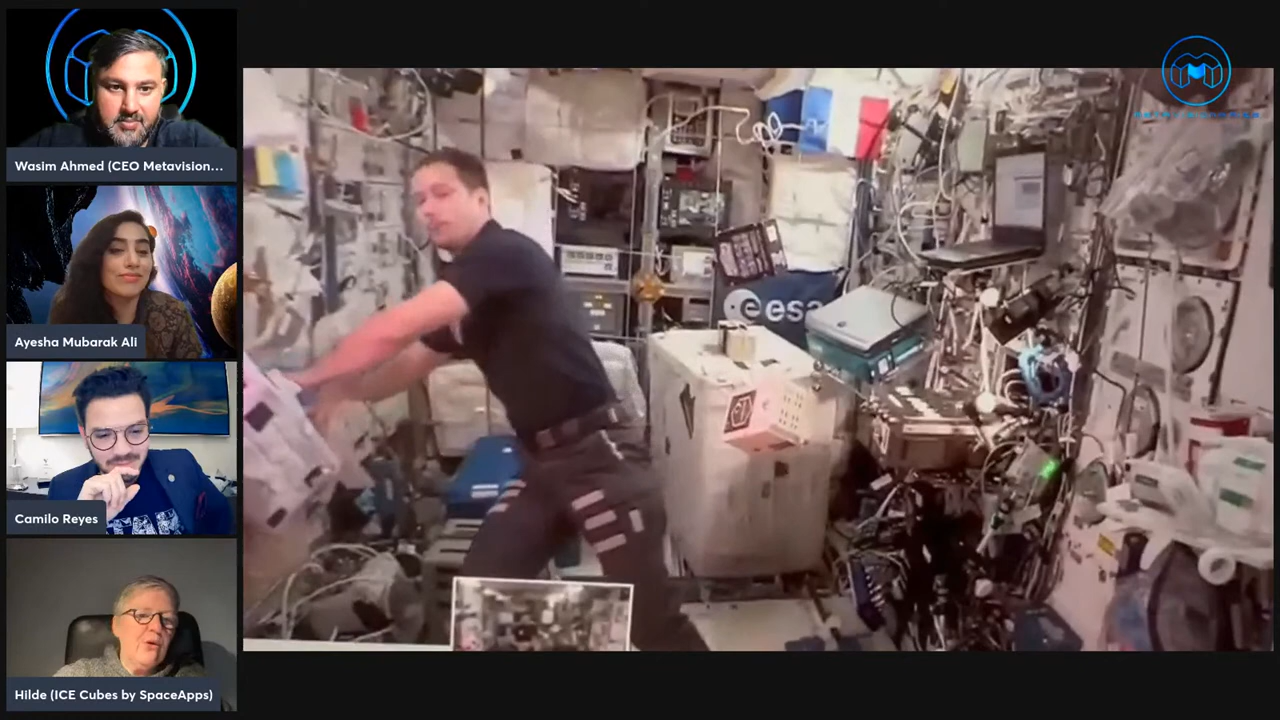 Wasim Ahmed (CEO Metavision...
Ayesha Mubarak Ali
Camilo Reyes
Hilde (ICE Cubes by SpaceApps)
esa